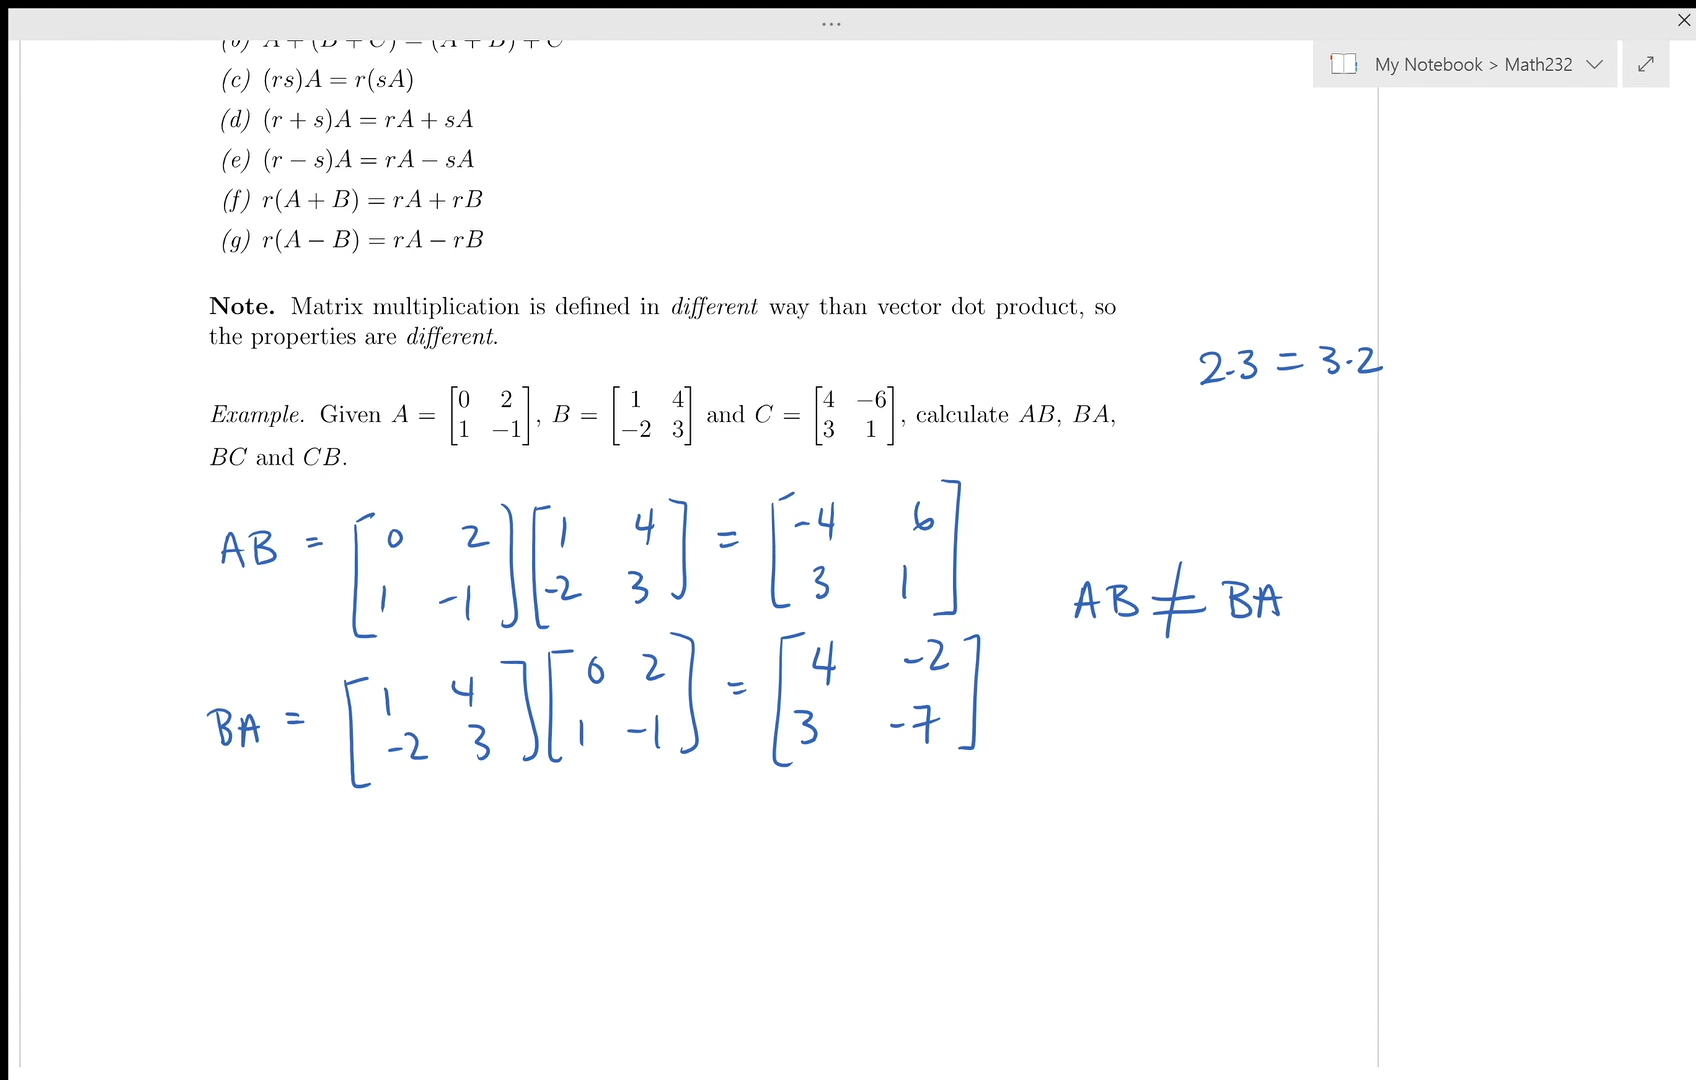 ...
My Notebook > Math232
(b) A + (B + C) = (A + B) + C
(c) (rs)A = r(sA)
(d) (r + s)A = rA + sA
(e) (r − s)A = rA − sA
(f) r(A + B) = rA + rB
(g) r(A − B) = rA − rB
Note. Matrix multiplication is defined in different way than vector dot product, so
the properties are different.
2·3 = 3·2
Example. Given A = [0 2; 1 −1], B = [1 4; −2 3] and C = [4 −6; 3 1], calculate AB, BA,
BC and CB.
AB = [0 2; 1 -1] [1 4; -2 3] = [-4 6; 3 1]
AB ≠ BA
BA = [1 4; -2 3] [0 2; 1 -1] = [4 -2; 3 -7]